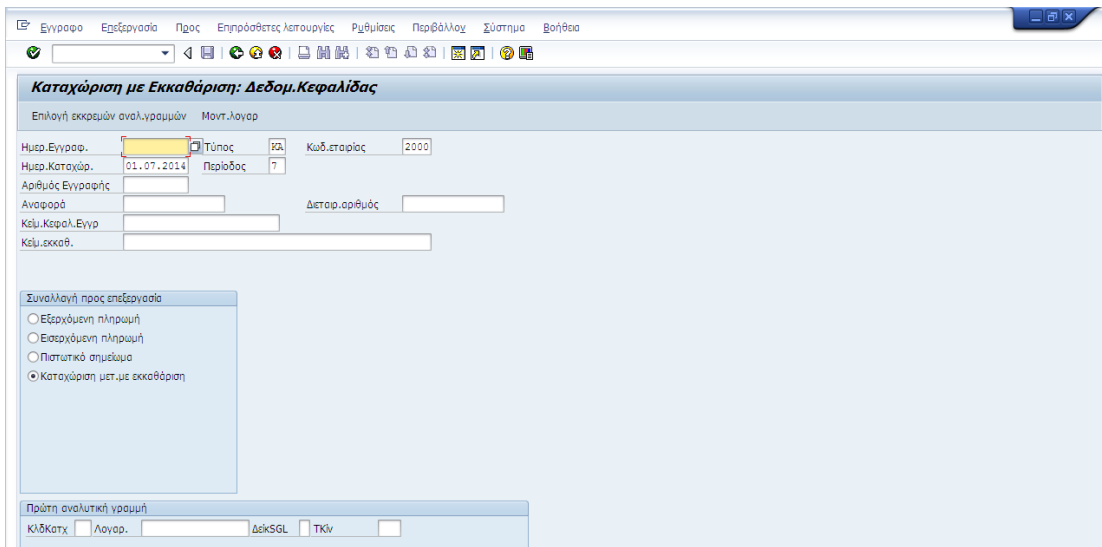 Εγγραφο Επεξεργασία Προς Επιπρόσθετες λειτουργίες Ρυθμίσεις Περιβάλλον Σύστημα Βοήθεια
Καταχώριση με Εκκαθάριση: Δεδομ.Κεφαλίδας
Επιλογή εκκρεμών αναλ.γραμμών Μοντ.λογαρ
Ημερ.Εγγραφ. Τύπος ΚΑ Κωδ.εταιρίας 2000
Ημερ.Καταχώρ. 01.07.2014 Περίοδος 7
Αριθμός Εγγραφής
Αναφορά Διεταιρ.αριθμός
Κείμ.Κεφαλ.Εγγρ
Κείμ.εκκαθ.
Συναλλαγή προς επεξεργασία
Εξερχόμενη πληρωμή
Εισερχόμενη πληρωμή
Πιστωτικό σημείωμα
Καταχώριση μετ.με εκκαθάριση
Πρώτη αναλυτική γραμμή
ΚλδΚατχ Λογαρ. ΔείκSGL ΤΚίν